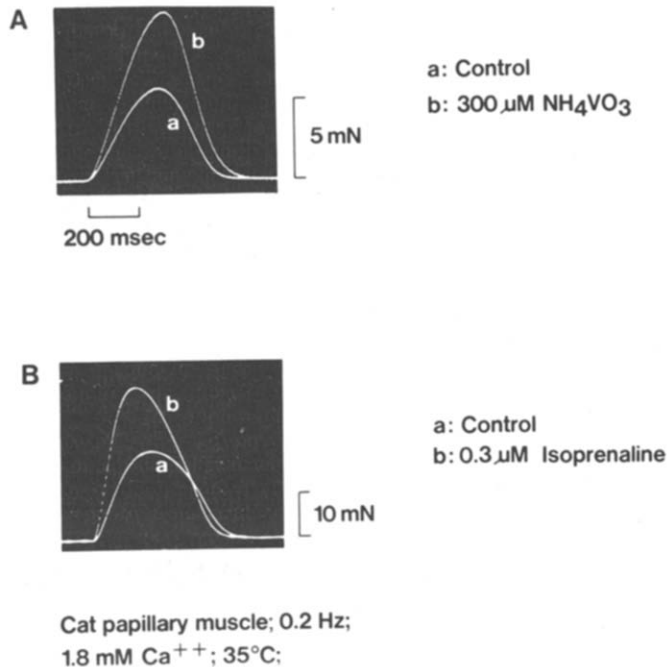 A
b
a
a: Control
b: 300 µM NH₄VO₃
5 mN
200 msec
B
b
a
a: Control
b: 0.3 µM Isoprenaline
10 mN
Cat papillary muscle; 0.2 Hz;
1.8 mM Ca⁺⁺; 35°C;